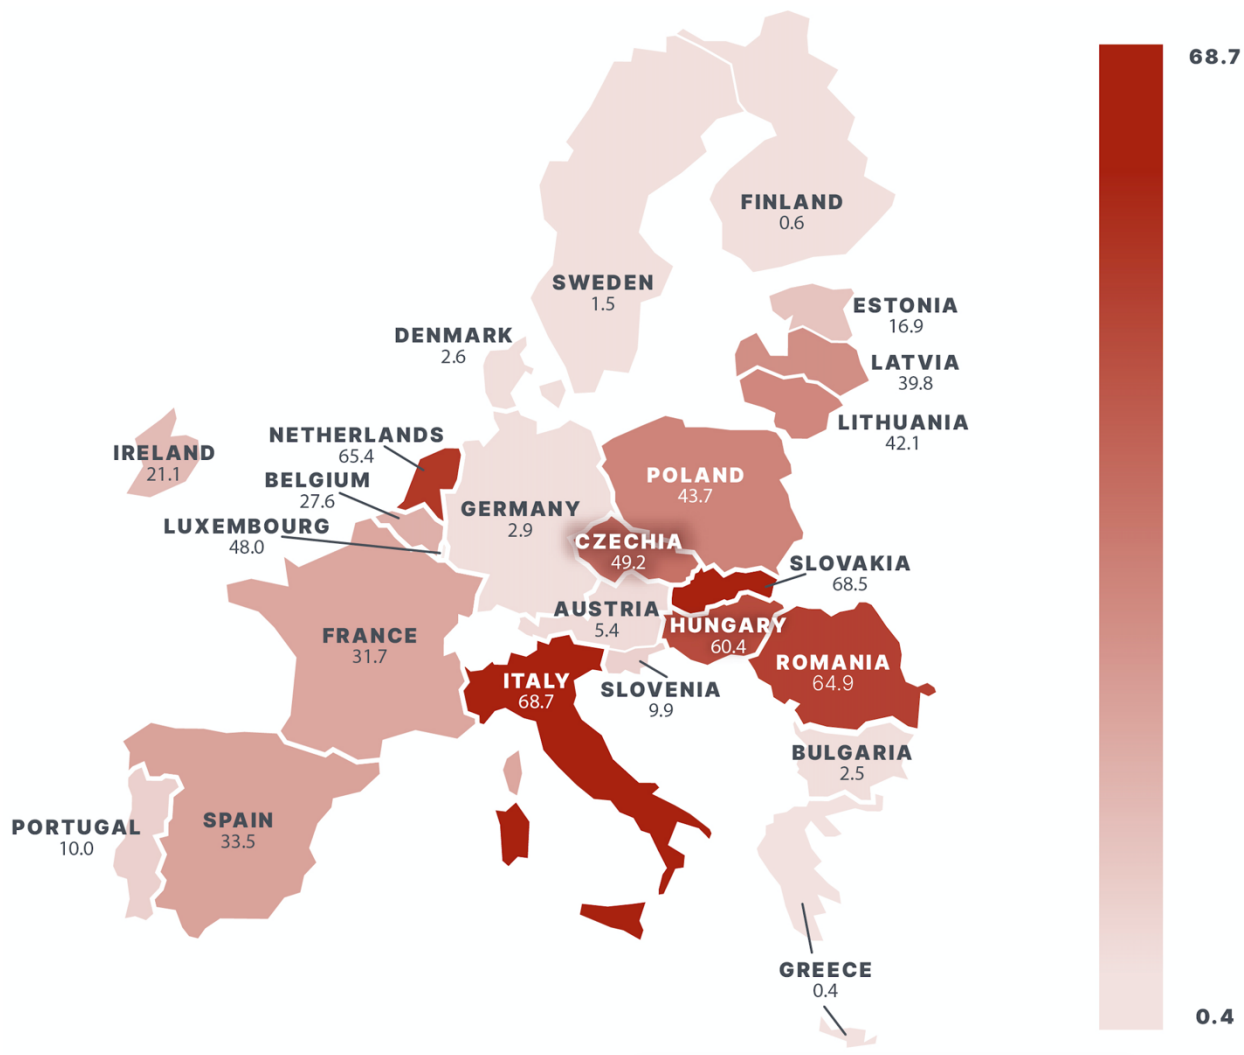 68.7
FINLAND
0.6
SWEDEN
1.5
ESTONIA
16.9
DENMARK
2.6
LATVIA
39.8
LITHUANIA
42.1
NETHERLANDS
65.4
IRELAND
21.1
BELGIUM
27.6
POLAND
43.7
GERMANY
2.9
LUXEMBOURG
48.0
CZECHIA
49.2
SLOVAKIA
68.5
AUSTRIA
5.4
HUNGARY
60.4
FRANCE
31.7
ROMANIA
64.9
ITALY
68.7
SLOVENIA
9.9
BULGARIA
2.5
SPAIN
33.5
PORTUGAL
10.0
GREECE
0.4
0.4